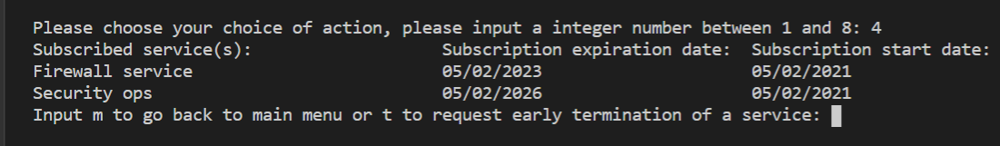 Please choose your choice of action, please input a integer number between 1 and 8: 4
Subscribed service(s): Subscription expiration date: Subscription start date:
Firewall service 05/02/2023 05/02/2021
Security ops 05/02/2026 05/02/2021
Input m to go back to main menu or t to request early termination of a service: